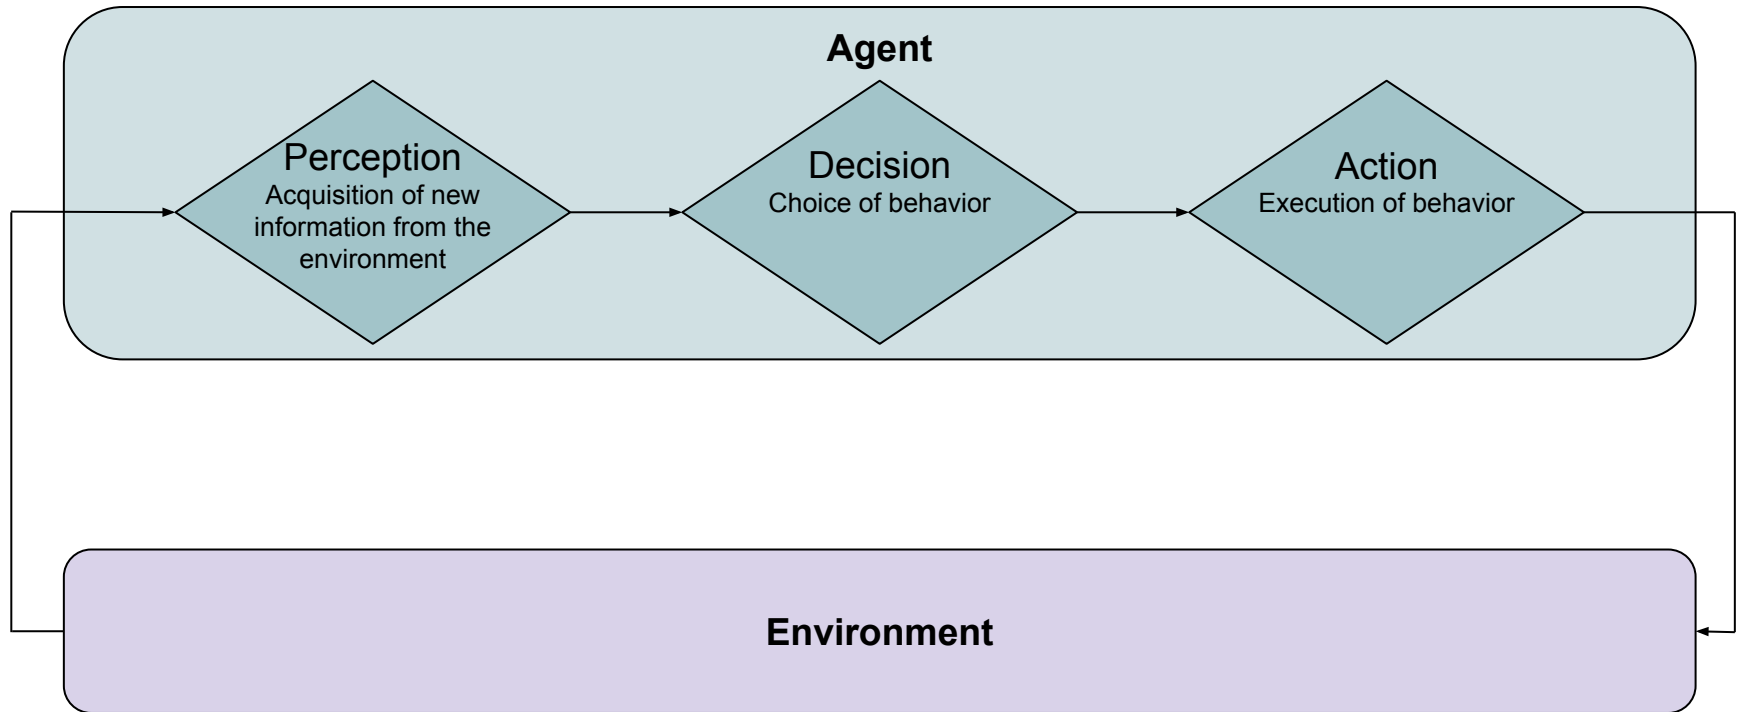 Agent
Perception
Acquisition of new
information from the
environment
Decision
Choice of behavior
Action
Execution of behavior
Environment